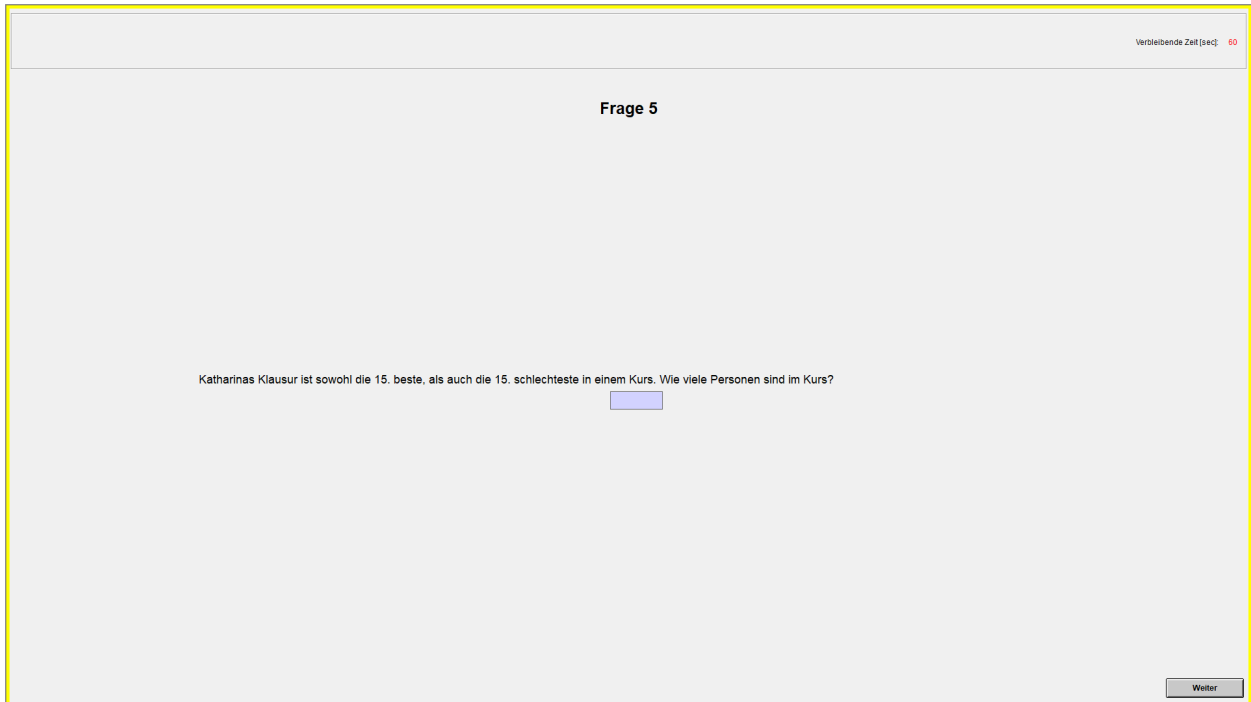 Verbleibende Zeit [sec]: 60
Frage 5
Katharinas Klausur ist sowohl die 15. beste, als auch die 15. schlechteste in einem Kurs. Wie viele Personen sind im Kurs?
Weiter